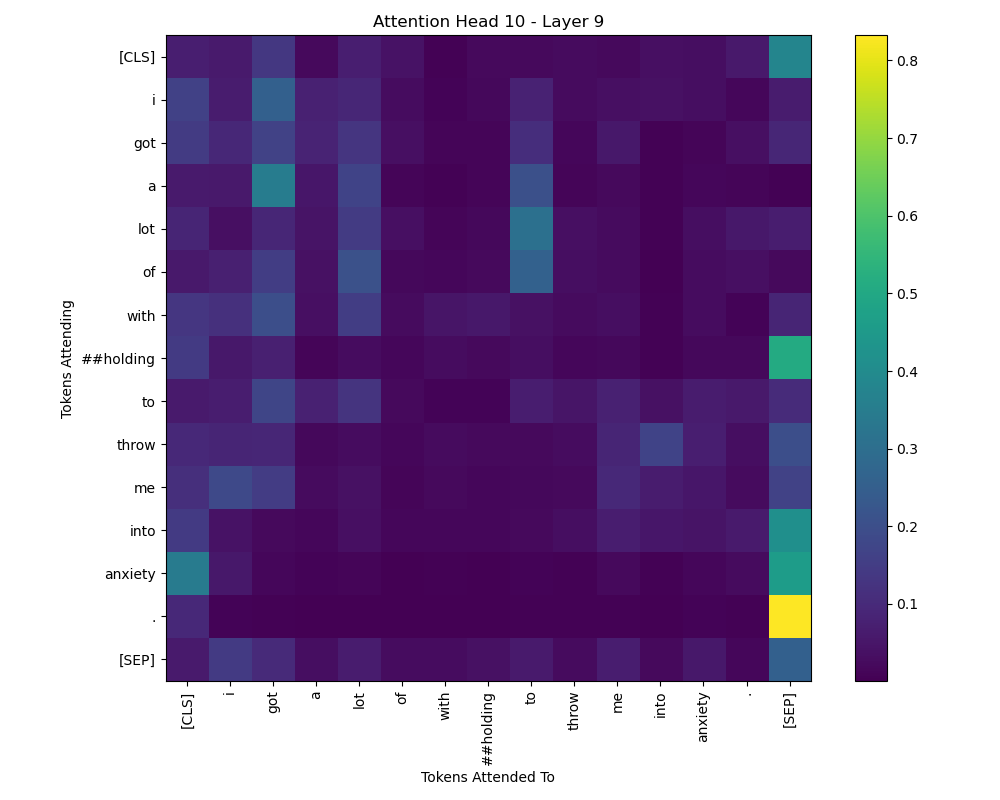 Attention Head 10 - Layer 9
Tokens Attending
[CLS]
i
got
a
lot
of
with
##holding
to
throw
me
into
anxiety
.
[SEP]
[CLS] i got a lot of with ##holding to throw me into anxiety . [SEP]
Tokens Attended To
0.8
0.7
0.6
0.5
0.4
0.3
0.2
0.1